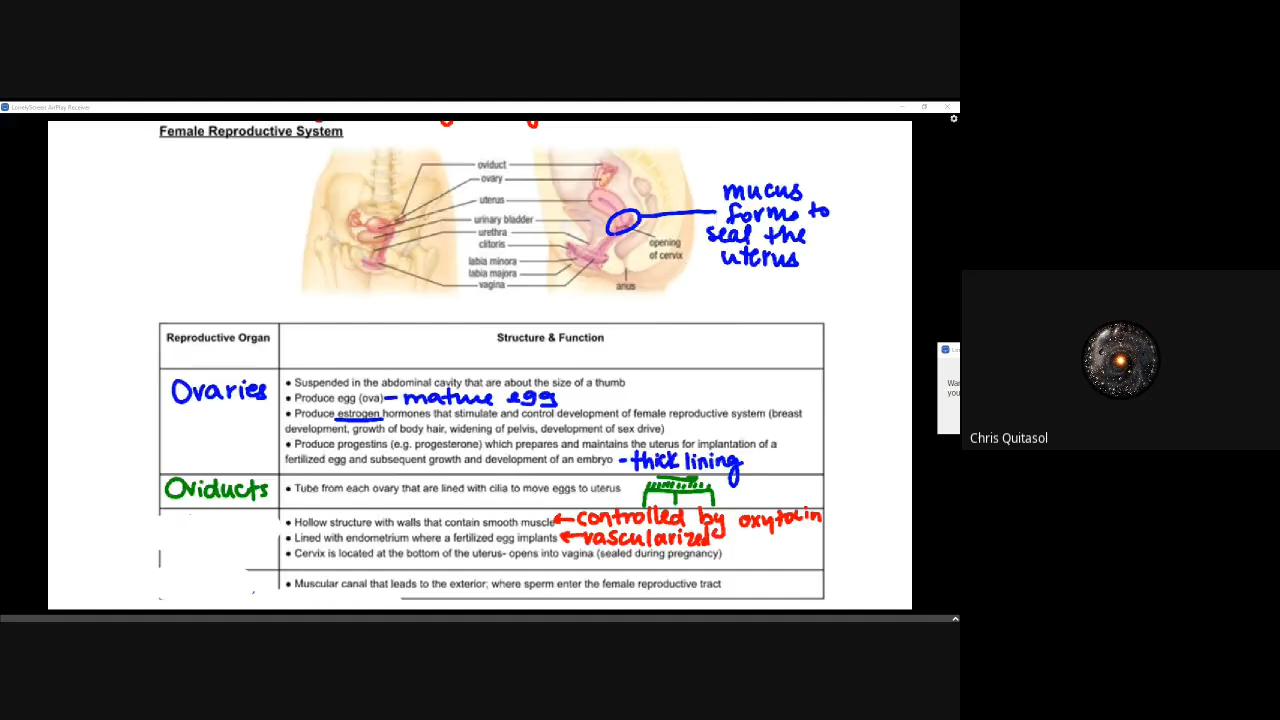 LonelyScreen AirPlay Receiver
Female Reproductive System
oviduct
ovary
uterus
urinary bladder
urethra
clitoris
labia minora
labia majora
vagina
opening
of cervix
anus
mucus
forms to
seal the
uterus
Reproductive Organ
Structure & Function
Ovaries
● Suspended in the abdominal cavity that are about the size of a thumb
● Produce egg (ova) - mature egg
● Produce estrogen hormones that stimulate and control development of female reproductive system (breast
development, growth of body hair, widening of pelvis, development of sex drive)
● Produce progestins (e.g. progesterone) which prepares and maintains the uterus for implantation of a
fertilized egg and subsequent growth and development of an embryo - thick lining
Oviducts
● Tube from each ovary that are lined with cilia to move eggs to uterus
● Hollow structure with walls that contain smooth muscle ← controlled by oxytocin
● Lined with endometrium where a fertilized egg implants ← vascularized
● Cervix is located at the bottom of the uterus- opens into vagina (sealed during pregnancy)
● Muscular canal that leads to the exterior; where sperm enter the female reproductive tract
Chris Quitasol